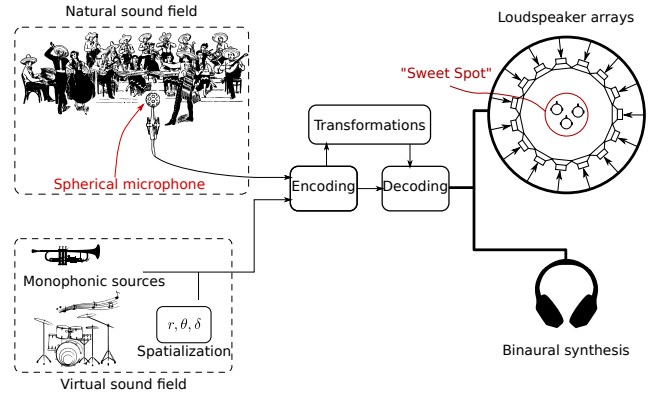 Natural sound field
Loudspeaker arrays
"Sweet Spot"
Transformations
Spherical microphone
Encoding
Decoding
Monophonic sources
r, θ, δ
Spatialization
Binaural synthesis
Virtual sound field